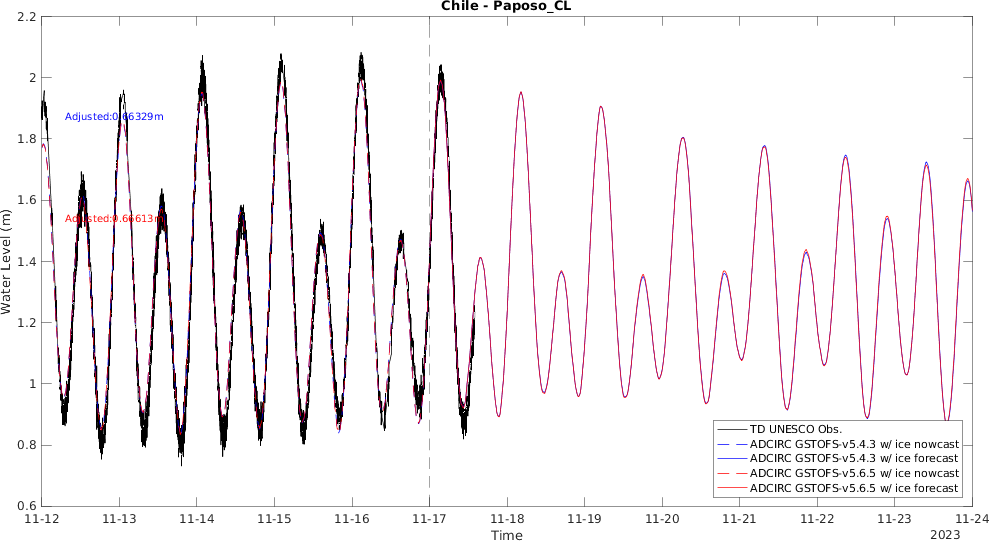 Chile - Paposo_CL
2.2
2
1.8
1.6
1.4
1.2
1
0.8
0.6
Water Level (m)
Adjusted:0.66329m
Adjusted:0.66613m
TD UNESCO Obs.
ADCIRC GSTOFS-v5.4.3 w/ ice nowcast
ADCIRC GSTOFS-v5.4.3 w/ ice forecast
ADCIRC GSTOFS-v5.6.5 w/ ice nowcast
ADCIRC GSTOFS-v5.6.5 w/ ice forecast
11-12 11-13 11-14 11-15 11-16 11-17 11-18 11-19 11-20 11-21 11-22 11-23 11-24
Time
2023